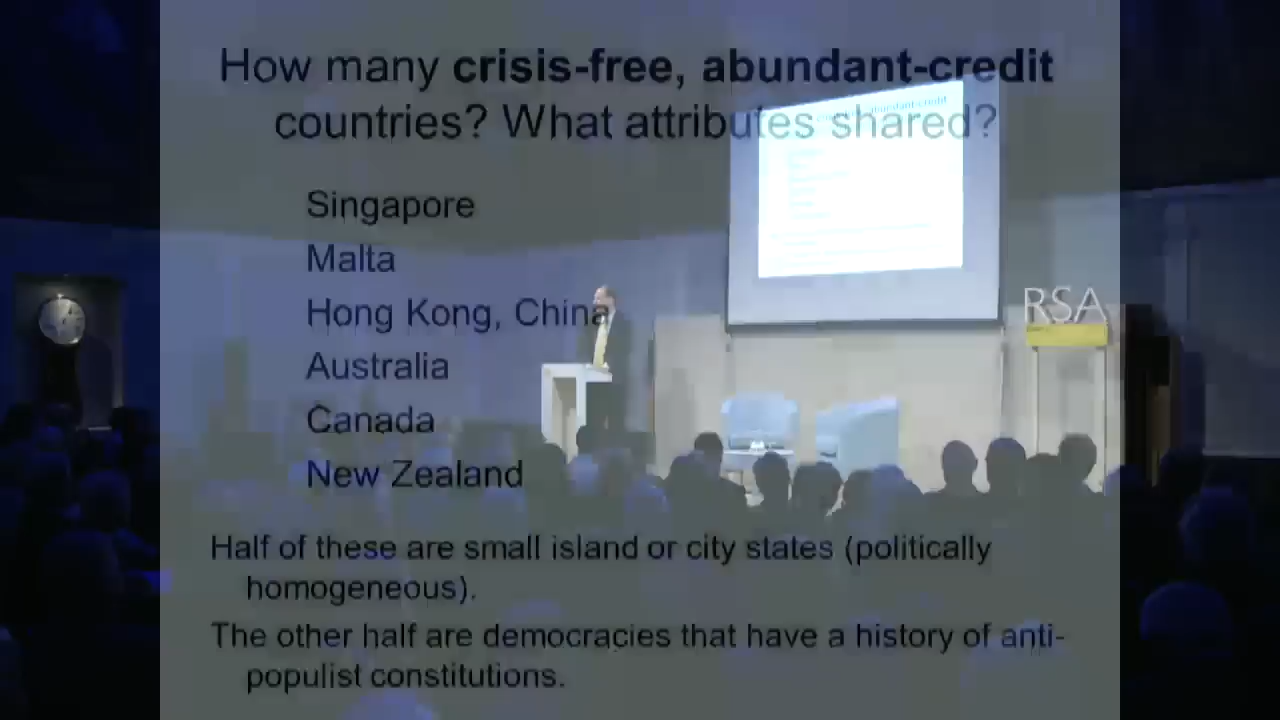 How many crisis-free, abundant-credit
countries? What attributes shared?
Singapore
Malta
Hong Kong, China
Australia
Canada
New Zealand
Half of these are small island or city states (politically
homogeneous).
The other half are democracies that have a history of anti-
populist constitutions.
RSA